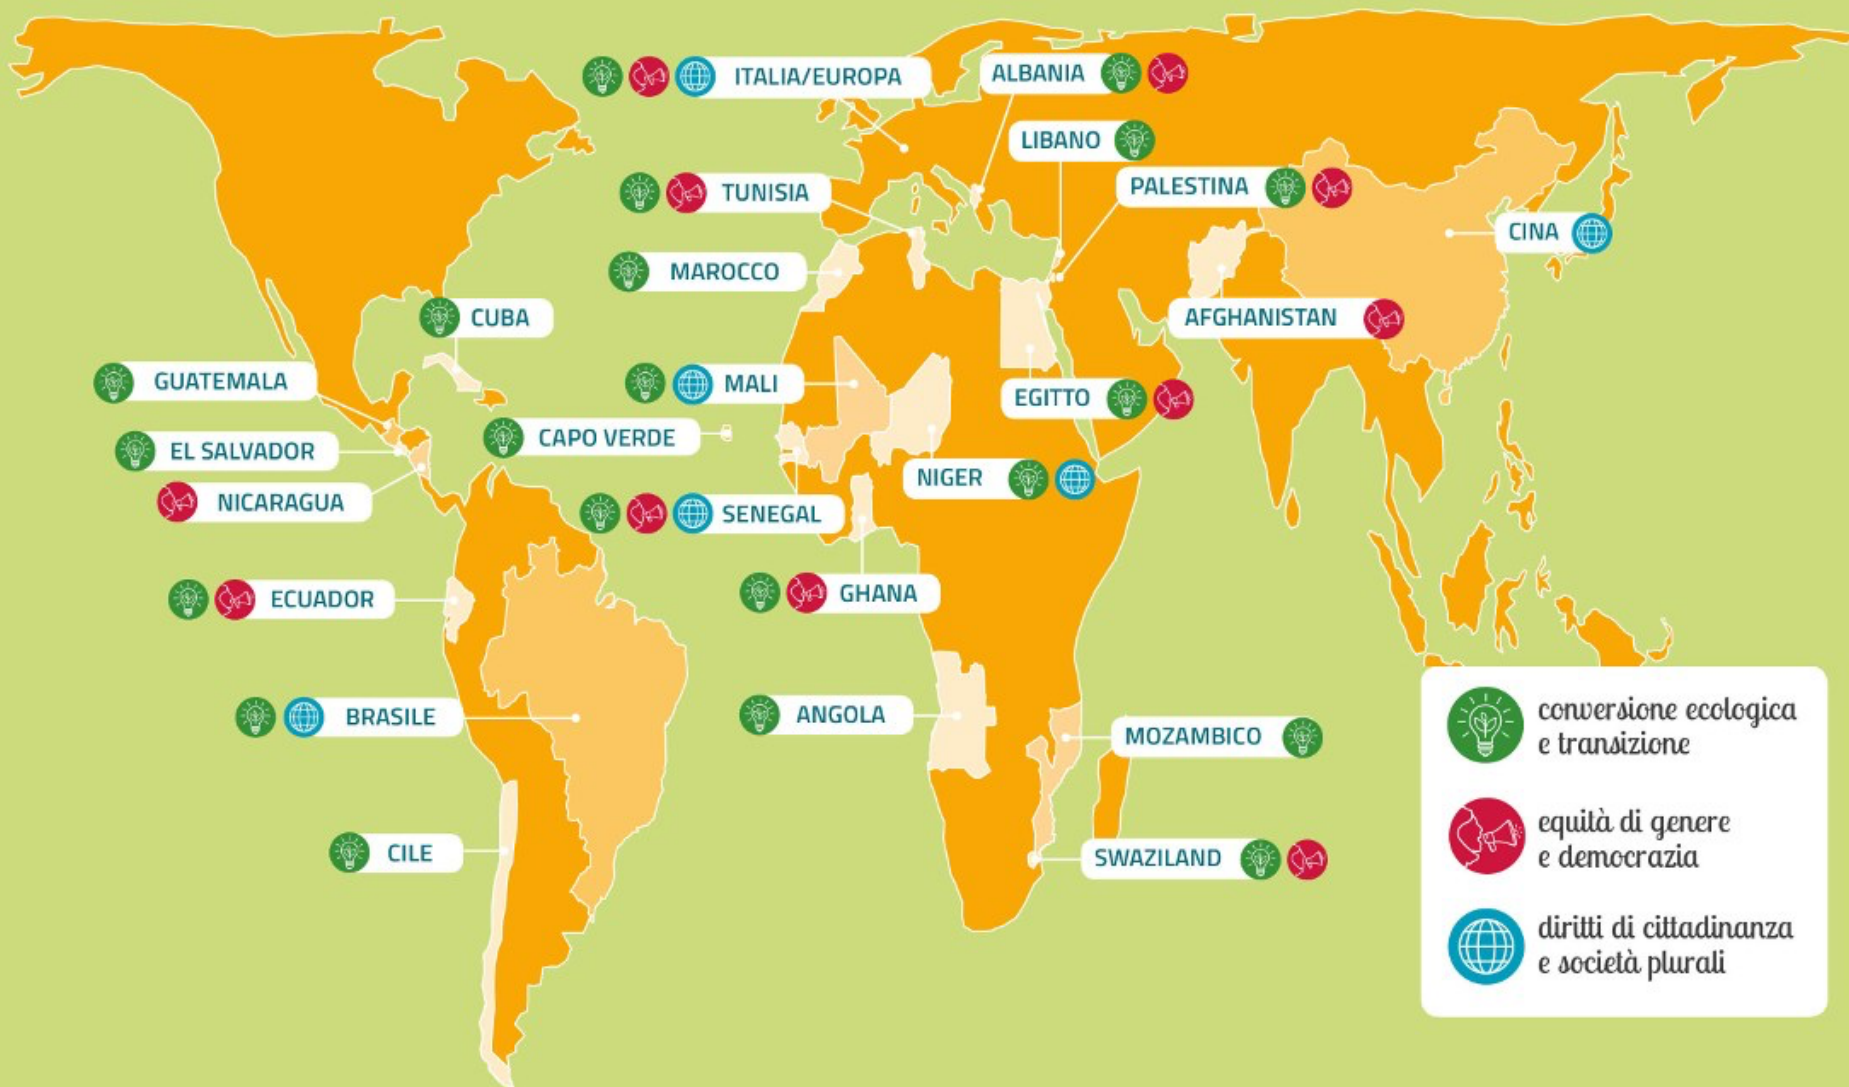 ITALIA/EUROPA
ALBANIA
LIBANO
TUNISIA
PALESTINA
CINA
MAROCCO
CUBA
AFGHANISTAN
GUATEMALA
MALI
EGITTO
EL SALVADOR
CAPO VERDE
NIGER
NICARAGUA
SENEGAL
ECUADOR
GHANA
BRASILE
ANGOLA
MOZAMBICO
CILE
SWAZILAND
conversione ecologica
e transizione
equità di genere
e democrazia
diritti di cittadinanza
e società plurali